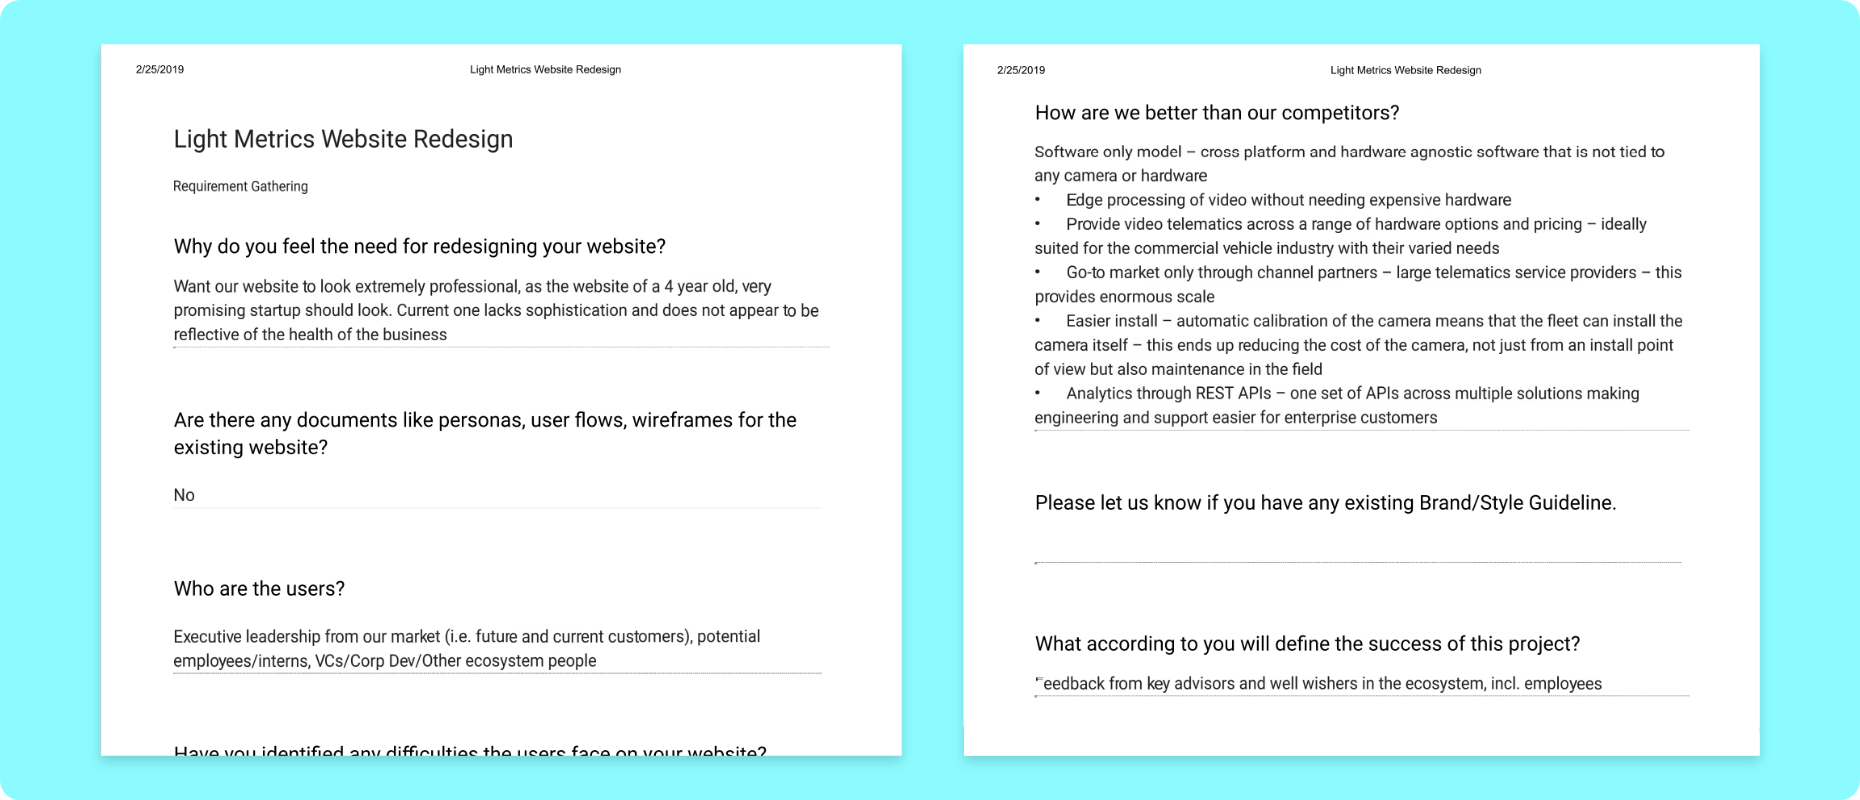 2/25/2019 Light Metrics Website Redesign
Light Metrics Website Redesign
Requirement Gathering
Why do you feel the need for redesigning your website?
Want our website to look extremely professional, as the website of a 4 year old, very
promising startup should look. Current one lacks sophistication and does not appear to be
reflective of the health of the business
Are there any documents like personas, user flows, wireframes for the
existing website?
No
Who are the users?
Executive leadership from our market (i.e. future and current customers), potential
employees/interns, VCs/Corp Dev/Other ecosystem people
Have you identified any difficulties the users face on your website?
2/25/2019 Light Metrics Website Redesign
How are we better than our competitors?
Software only model – cross platform and hardware agnostic software that is not tied to
any camera or hardware
• Edge processing of video without needing expensive hardware
• Provide video telematics across a range of hardware options and pricing – ideally
suited for the commercial vehicle industry with their varied needs
• Go-to market only through channel partners – large telematics service providers – this
provides enormous scale
• Easier install – automatic calibration of the camera means that the fleet can install the
camera itself – this ends up reducing the cost of the camera, not just from an install point
of view but also maintenance in the field
• Analytics through REST APIs – one set of APIs across multiple solutions making
engineering and support easier for enterprise customers
Please let us know if you have any existing Brand/Style Guideline.
What according to you will define the success of this project?
Feedback from key advisors and well wishers in the ecosystem, incl. employees